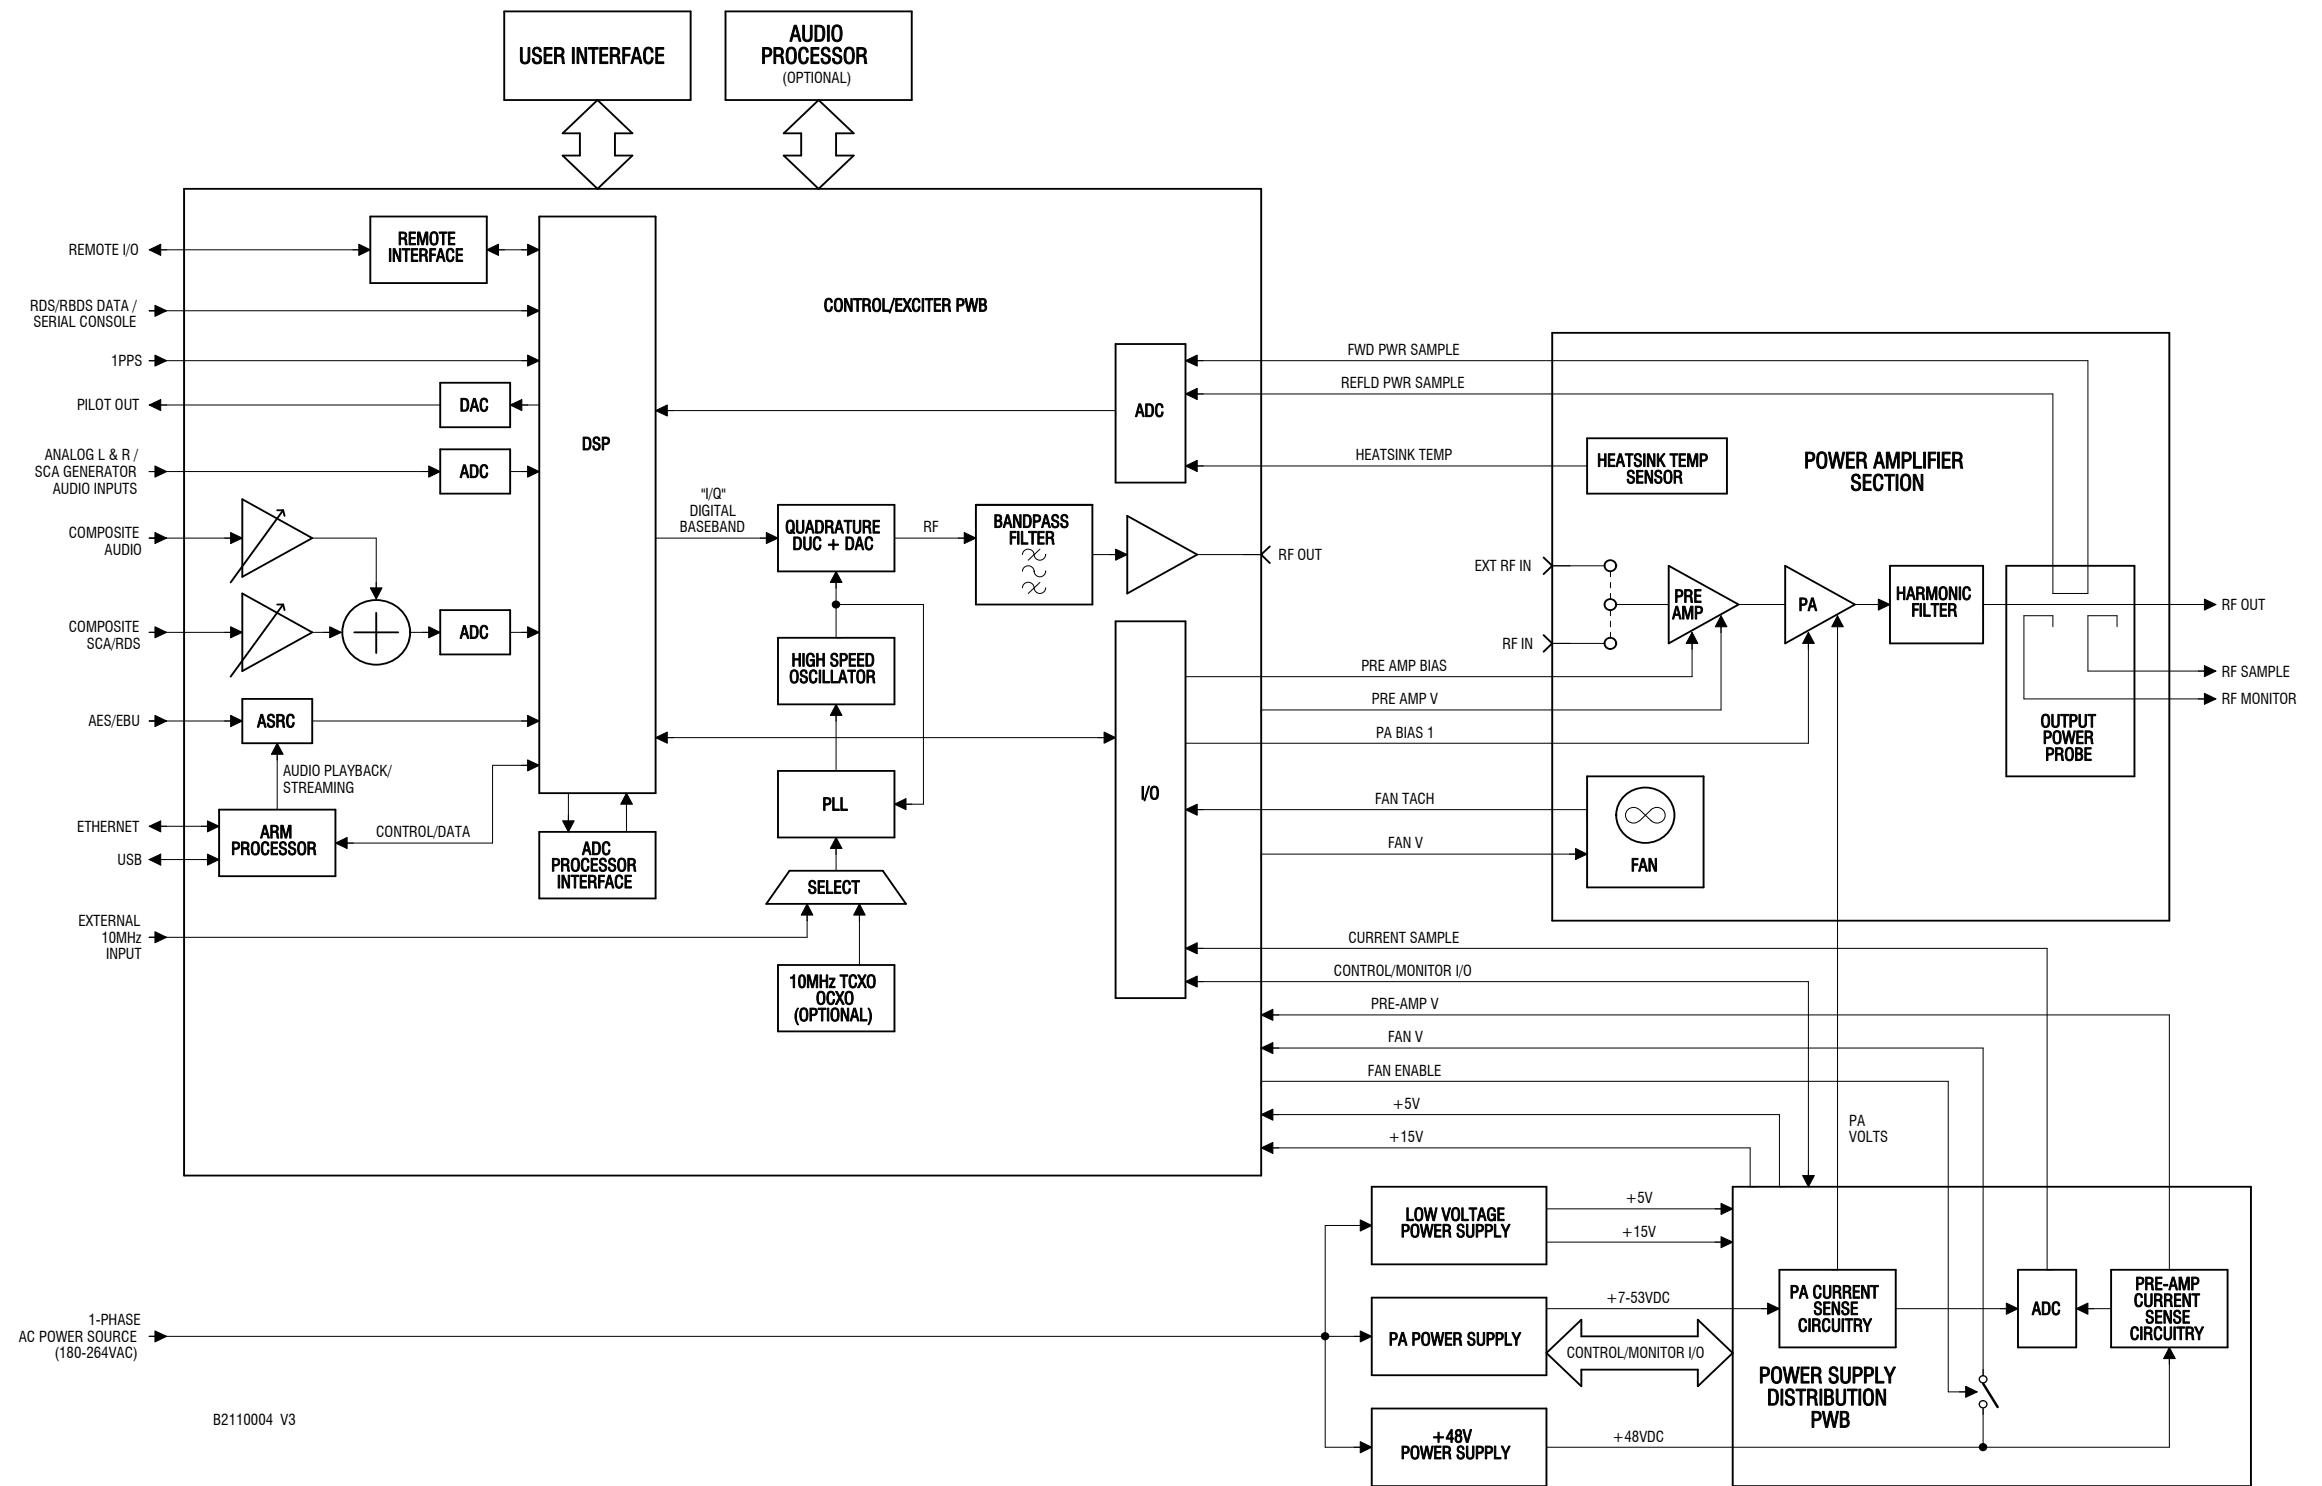 USER INTERFACE
AUDIO
PROCESSOR
(OPTIONAL)
REMOTE I/O
REMOTE
INTERFACE
RDS/RBDS DATA /
SERIAL CONSOLE
1PPS
PILOT OUT
DAC
ANALOG L & R /
SCA GENERATOR
AUDIO INPUTS
ADC
COMPOSITE
AUDIO
COMPOSITE
SCA/RDS
ADC
AES/EBU
ASRC
AUDIO PLAYBACK/
STREAMING
ETHERNET
USB
ARM
PROCESSOR
CONTROL/DATA
EXTERNAL
10MHz
INPUT
DSP
ADC
PROCESSOR
INTERFACE
CONTROL/EXCITER PWB
"I/Q"
DIGITAL
BASEBAND
QUADRATURE
DUC + DAC
RF
BANDPASS
FILTER
RF OUT
HIGH SPEED
OSCILLATOR
PLL
SELECT
10MHz TCXO
OCXO
(OPTIONAL)
ADC
I/O
FWD PWR SAMPLE
REFLD PWR SAMPLE
HEATSINK TEMP
HEATSINK TEMP
SENSOR
POWER AMPLIFIER
SECTION
EXT RF IN
RF IN
PRE
AMP
PA
HARMONIC
FILTER
RF OUT
RF SAMPLE
RF MONITOR
OUTPUT
POWER
PROBE
PRE AMP BIAS
PRE AMP V
PA BIAS 1
FAN TACH
FAN V
FAN
CURRENT SAMPLE
CONTROL/MONITOR I/O
PRE-AMP V
FAN V
FAN ENABLE
+5V
+15V
PA
VOLTS
LOW VOLTAGE
POWER SUPPLY
+5V
+15V
1-PHASE
AC POWER SOURCE
(180-264VAC)
PA POWER SUPPLY
+7-53VDC
CONTROL/MONITOR I/O
PA CURRENT
SENSE
CIRCUITRY
ADC
PRE-AMP
CURRENT
SENSE
CIRCUITRY
POWER SUPPLY
DISTRIBUTION
PWB
+48V
POWER SUPPLY
+48VDC
B2110004 V3